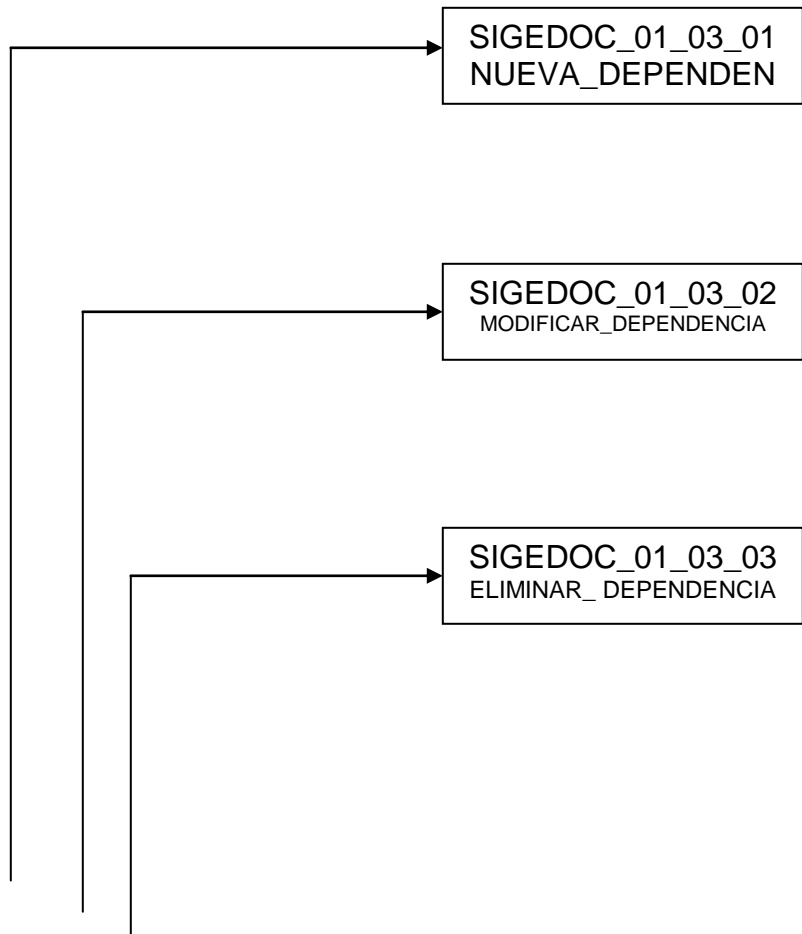 SIGEDOC_01_03_01
NUEVA_DEPENDEN
SIGEDOC_01_03_02
MODIFICAR_DEPENDENCIA
SIGEDOC_01_03_03
ELIMINAR_ DEPENDENCIA